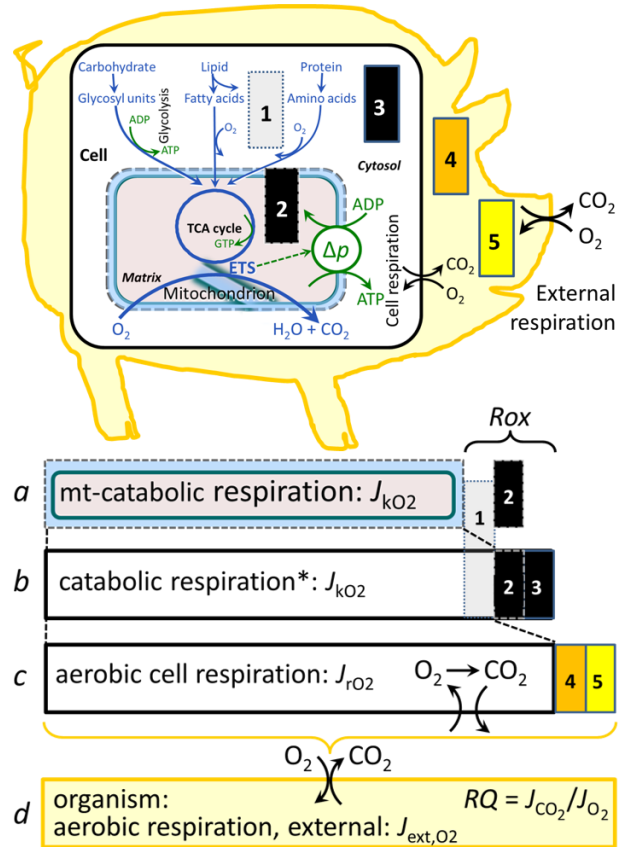 Carbohydrate
Lipid
Protein
Glycosyl units
Fatty acids
Amino acids
1
3
ADP
ATP
Glycolysis
O2
O2
Cell
Cytosol
4
2
TCA cycle
GTP
ADP
Δp
ETS
Matrix
Mitochondrion
ATP
O2
H2O + CO2
Cell respiration
CO2
O2
5
CO2
O2
External
respiration
Rox
a mt-catabolic respiration: JkO2 1 2
b catabolic respiration*: JkO2 2 3
c aerobic cell respiration: JrO2 O2 → CO2 4 5
O2 CO2
d organism: RQ = JCO2/JO2
aerobic respiration, external: Jext,O2